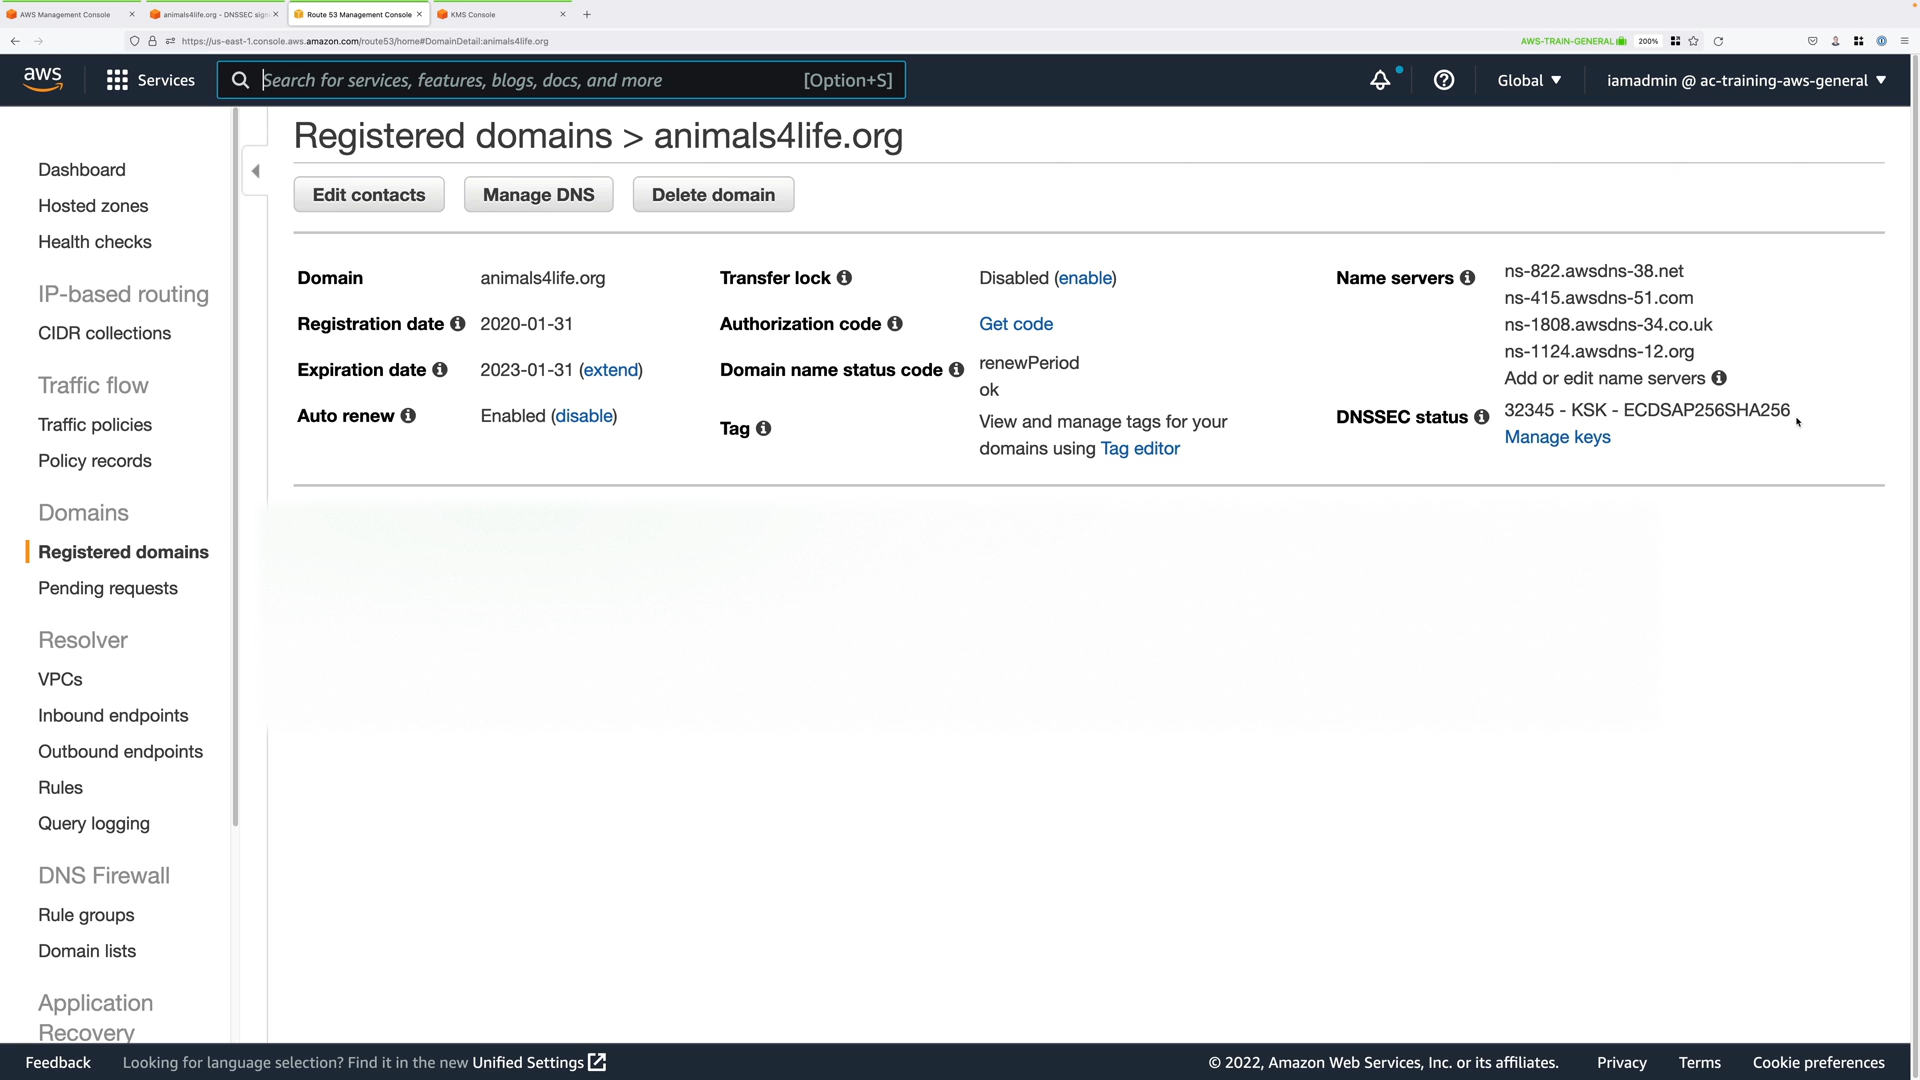 AWS Management Console
animals4life.org - DNSSEC sign
Route 53 Management Console
KMS Console
https://us-east-1.console.aws.amazon.com/route53/home#DomainDetail:animals4life.org
AWS-TRAIN-GENERAL
200%
aws
Services
Search for services, features, blogs, docs, and more
[Option+S]
Global
iamadmin @ ac-training-aws-general
Dashboard
Hosted zones
Health checks
IP-based routing
CIDR collections
Traffic flow
Traffic policies
Policy records
Domains
Registered domains
Pending requests
Resolver
VPCs
Inbound endpoints
Outbound endpoints
Rules
Query logging
DNS Firewall
Rule groups
Domain lists
Application
Recovery
Registered domains > animals4life.org
Edit contacts
Manage DNS
Delete domain
Domain animals4life.org
Registration date 2020-01-31
Expiration date 2023-01-31 (extend)
Auto renew Enabled (disable)
Transfer lock Disabled (enable)
Authorization code Get code
Domain name status code renewPeriod
ok
Tag View and manage tags for your
domains using Tag editor
Name servers ns-822.awsdns-38.net
ns-415.awsdns-51.com
ns-1808.awsdns-34.co.uk
ns-1124.awsdns-12.org
Add or edit name servers
DNSSEC status 32345 - KSK - ECDSAP256SHA256
Manage keys
Feedback
Looking for language selection? Find it in the new Unified Settings
© 2022, Amazon Web Services, Inc. or its affiliates.
Privacy
Terms
Cookie preferences